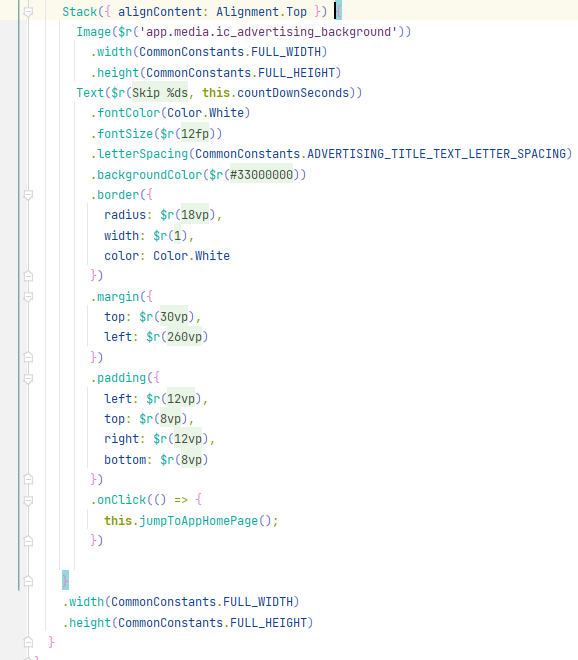 Stack({ alignContent: Alignment.Top }) {
Image($r('app.media.ic_advertising_background'))
.width(CommonConstants.FULL_WIDTH)
.height(CommonConstants.FULL_HEIGHT)
Text($r(Skip %ds, this.countDownSeconds))
.fontColor(Color.White)
.fontSize($r(12fp))
.letterSpacing(CommonConstants.ADVERTISING_TITLE_TEXT_LETTER_SPACING)
.backgroundColor($r(#33000000))
.border({
radius: $r(18vp),
width: $r(1),
color: Color.White
})
.margin({
top: $r(30vp),
left: $r(260vp)
})
.padding({
left: $r(12vp),
top: $r(8vp),
right: $r(12vp),
bottom: $r(8vp)
})
.onClick(() => {
this.jumpToAppHomePage();
})
}
.width(CommonConstants.FULL_WIDTH)
.height(CommonConstants.FULL_HEIGHT)
}
}